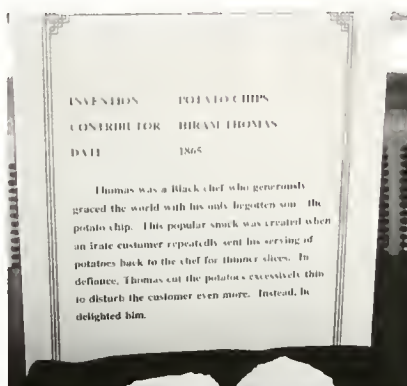 INVENTION POTATO CHIPS
CONTRIBUTOR HIRAM THOMAS
DATE 1865
Thomas was a Black chef who generously
graced the world with his only begotten son the
potato chip. This popular snack was created when
an irate customer repeatedly sent his serving of
potatoes back to the chef for thinner slices. In
defiance, Thomas cut the potatoes excessively thin
to disturb the customer even more. Instead, he
delighted him.